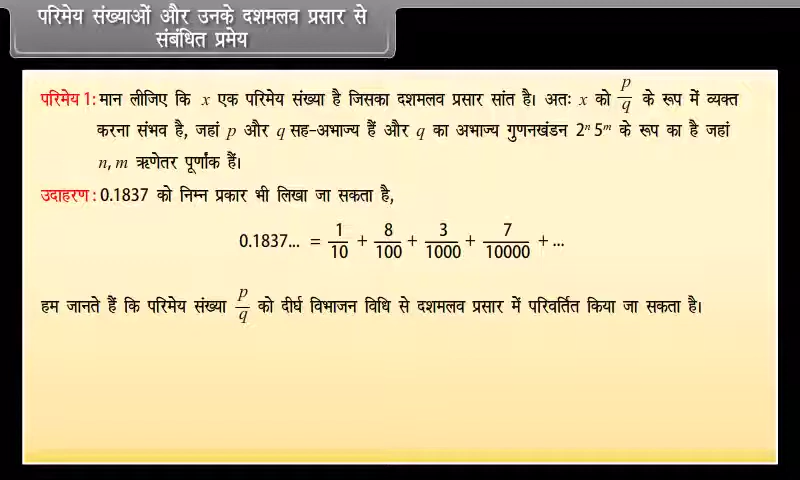 परिमेय संख्याओं और उनके दशमलव प्रसार से
संबंधित प्रमेय
परिमेय 1: मान लीजिए कि x एक परिमेय संख्या है जिसका दशमलव प्रसार सांत है। अतः x को p/q के रूप में व्यक्त
करना संभव है, जहां p और q सह-अभाज्य हैं और q का अभाज्य गुणनखंडन 2ⁿ 5ᵐ के रूप का है जहां
n, m ऋणेतर पूर्णांक हैं।
उदाहरण : 0.1837 को निम्न प्रकार भी लिखा जा सकता है,
0.1837... = 1/10 + 8/100 + 3/1000 + 7/10000 + ...
हम जानते हैं कि परिमेय संख्या p/q को दीर्घ विभाजन विधि से दशमलव प्रसार में परिवर्तित किया जा सकता है।